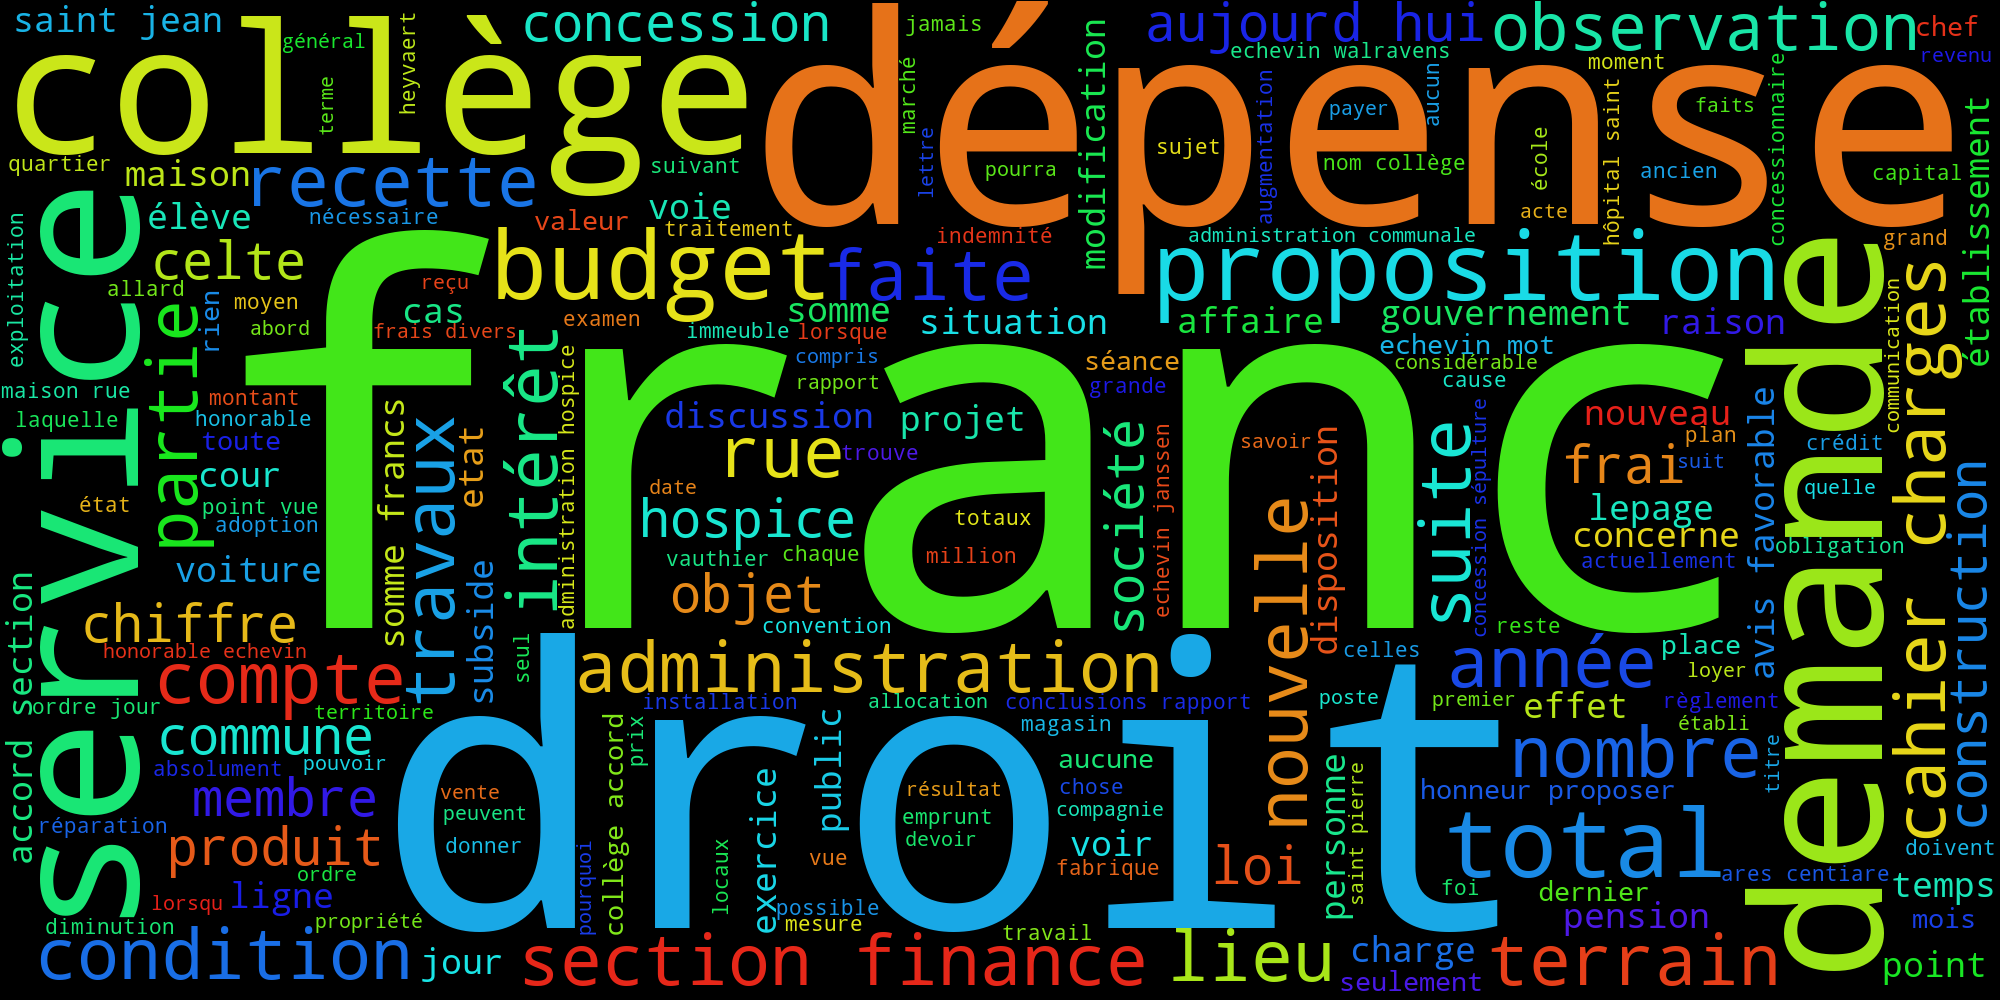 saint jean
général
heyvaert
concession
jamais
aujourd hui
observation
chef
revenu
collège
dépense
echevin walravens
moment
terme
marché
modification
augmentation
payer
aucun
hôpital saint
faits
concessionnaire
quartier
maison
recette
suivant
lettre
pourra
sujet
nom collège
école
ancien
capital
établissement
élève
nécessaire
valeur
voie
traitement
indemnité
acte
administration communale
grand
exploitation
service
celte
budget
faite
proposition
demande
allard
partie
rien
moyen
reçu
cas
abord
frais divers
examen
somme
immeuble
lorsque
situation
affaire
gouvernement
raison
communication
cahier charges
franc
intérêt
administration hospice
compris
rapport
séance
grande
echevin mot
considérable
cause
maison rue
laquelle
montant
honorable
toute
somme francs
travaux
etat
discussion
rue
trouve
projet
société
echevin janssen
savoir
disposition
suite
concession sépulture
nouveau
plan
frai
suit
avis favorable
crédit
construction
cour
état
point vue
adoption
date
hospice
totaux
million
vauthier
chaque
lepage
concerne
actuellement
quelle
obligation
voiture
subside
objet
nouvelle
accord section
chiffre
honorable echevin
seul
convention
reste
compte
administration
celles
année
place
loyer
ordre jour
territoire
droit
installation
allocation
conclusions rapport
poste
premier
effet
règlement
établi
commune
absolument
pouvoir
collège accord
prix
public
magasin
aucune
nombre
titre
membre
vente
peuvent
exercice
résultat
chose
compagnie
personne
saint pierre
honneur proposer
réparation
produit
donner
emprunt
devoir
voir
total
doivent
pourquoi
locaux
vue
fabrique
loi
ordre
lorsqu
ligne
foi
dernier
ares centiare
temps
diminution
propriété
possible
mesure
travail
pension
mois
condition
jour
section finance
lieu
charge
seulement
terrain
point